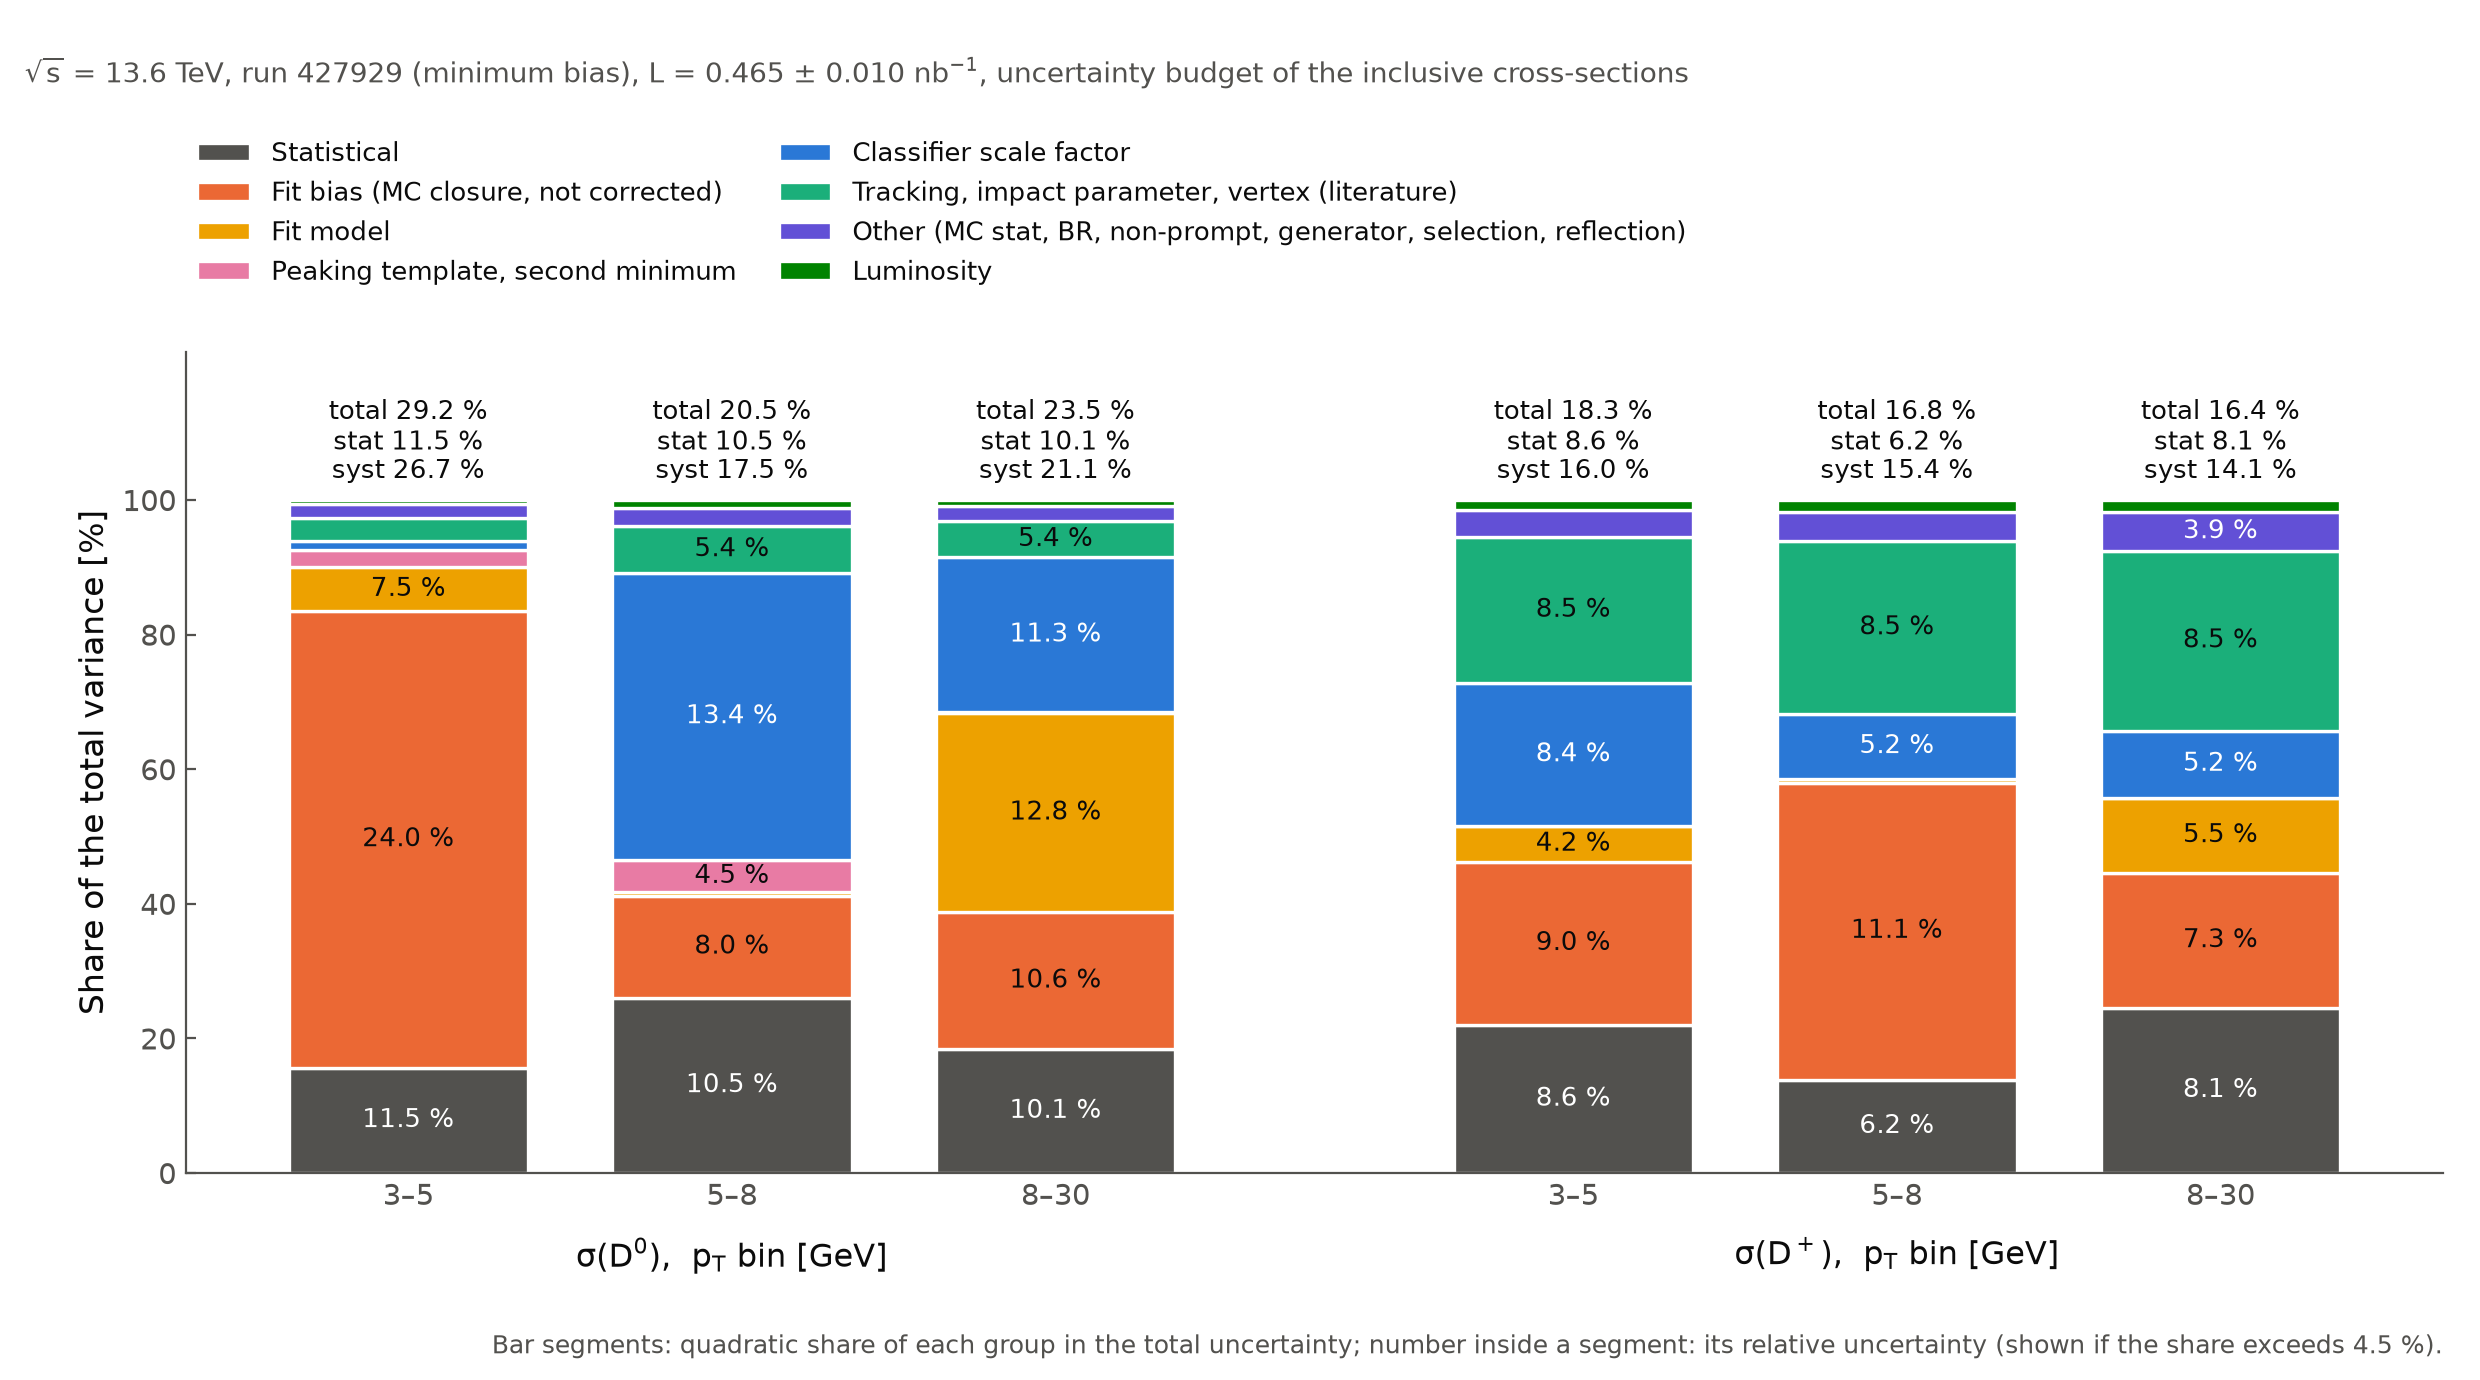 √s = 13.6 TeV, run 427929 (minimum bias), L = 0.465 ± 0.010 nb⁻¹, uncertainty budget of the inclusive cross-sections
Statistical
Fit bias (MC closure, not corrected)
Fit model
Peaking template, second minimum
Classifier scale factor
Tracking, impact parameter, vertex (literature)
Other (MC stat, BR, non-prompt, generator, selection, reflection)
Luminosity
Share of the total variance [%]
100
80
60
40
20
0
total 29.2 %
stat 11.5 %
syst 26.7 %
7.5 %
24.0 %
11.5 %
3–5
total 20.5 %
stat 10.5 %
syst 17.5 %
5.4 %
13.4 %
4.5 %
8.0 %
10.5 %
5–8
total 23.5 %
stat 10.1 %
syst 21.1 %
5.4 %
11.3 %
12.8 %
10.6 %
10.1 %
8–30
σ(D⁰), p_T bin [GeV]
total 18.3 %
stat 8.6 %
syst 16.0 %
8.5 %
8.4 %
4.2 %
9.0 %
8.6 %
3–5
total 16.8 %
stat 6.2 %
syst 15.4 %
8.5 %
5.2 %
11.1 %
6.2 %
5–8
total 16.4 %
stat 8.1 %
syst 14.1 %
3.9 %
8.5 %
5.2 %
5.5 %
7.3 %
8.1 %
8–30
σ(D⁺), p_T bin [GeV]
Bar segments: quadratic share of each group in the total uncertainty; number inside a segment: its relative uncertainty (shown if the share exceeds 4.5 %).